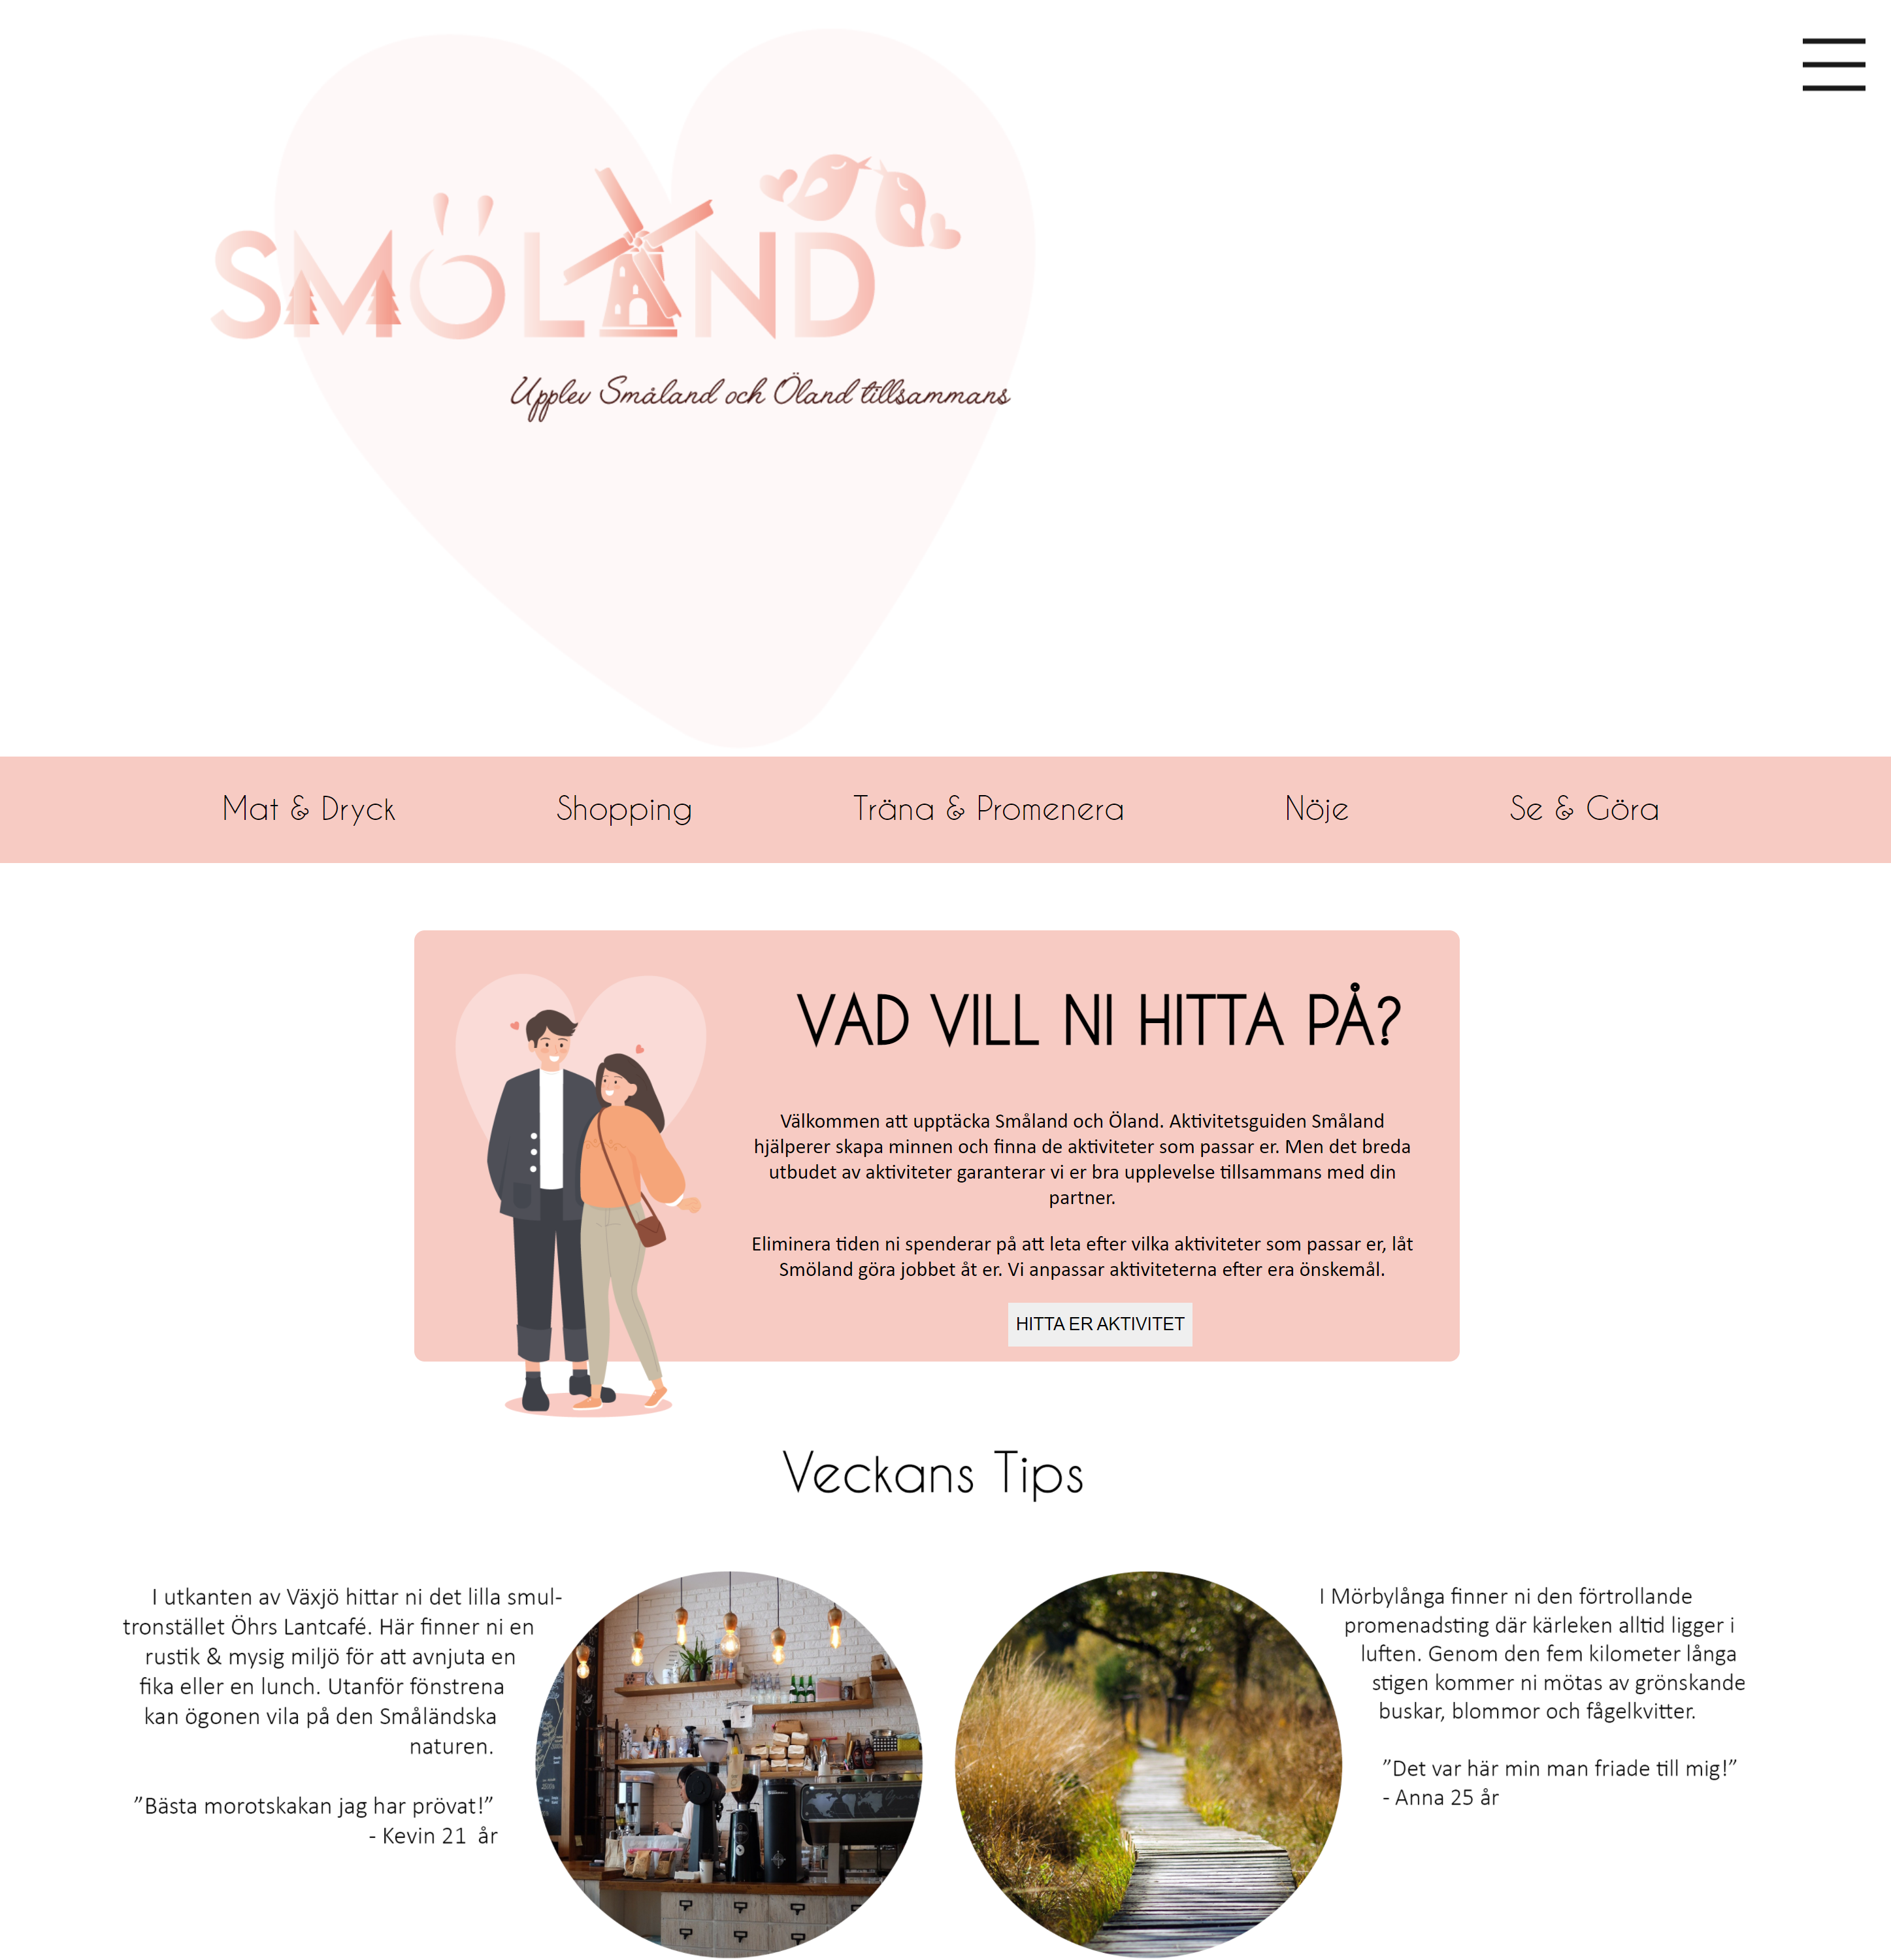 SMÖLAND
Upplev Småland och Öland tillsammans
Mat & Dryck
Shopping
Träna & Promenera
Nöje
Se & Göra
VAD VILL NI HITTA PÅ?
Välkommen att upptäcka Småland och Öland. Aktivitetsguiden Småland
hjälperer skapa minnen och finna de aktiviteter som passar er. Men det breda
utbudet av aktiviteter garanterar vi er bra upplevelse tillsammans med din
partner.
Eliminera tiden ni spenderar på att leta efter vilka aktiviteter som passar er, låt
Smöland göra jobbet åt er. Vi anpassar aktiviteterna efter era önskemål.
HITTA ER AKTIVITET
Veckans Tips
I utkanten av Växjö hittar ni det lilla smul-
tronstället Öhrs Lantcafé. Här finner ni en
rustik & mysig miljö för att avnjuta en
fika eller en lunch. Utanför fönstrena
kan ögonen vila på den Småländska
naturen.
”Bästa morotskakan jag har prövat!”
- Kevin 21 år
I Mörbylånga finner ni den förtrollande
promenadsting där kärleken alltid ligger i
luften. Genom den fem kilometer långa
stigen kommer ni mötas av grönskande
buskar, blommor och fågelkvitter.
”Det var här min man friade till mig!”
- Anna 25 år